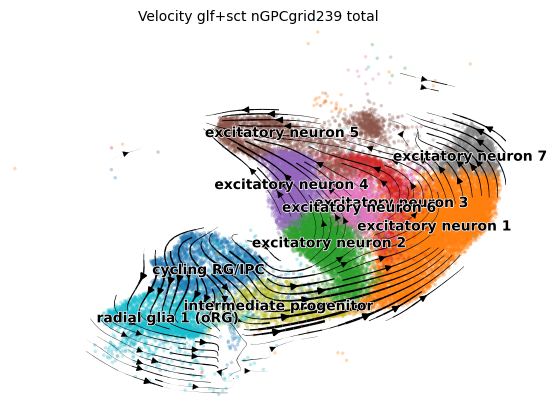 Velocity glf+sct nGPCgrid239 total
excitatory neuron 5
excitatory neuron 7
excitatory neuron 4
excitatory neuron 3
excitatory neuron 6
excitatory neuron 1
excitatory neuron 2
cycling RG/IPC
intermediate progenitor
radial glia 1 (oRG)